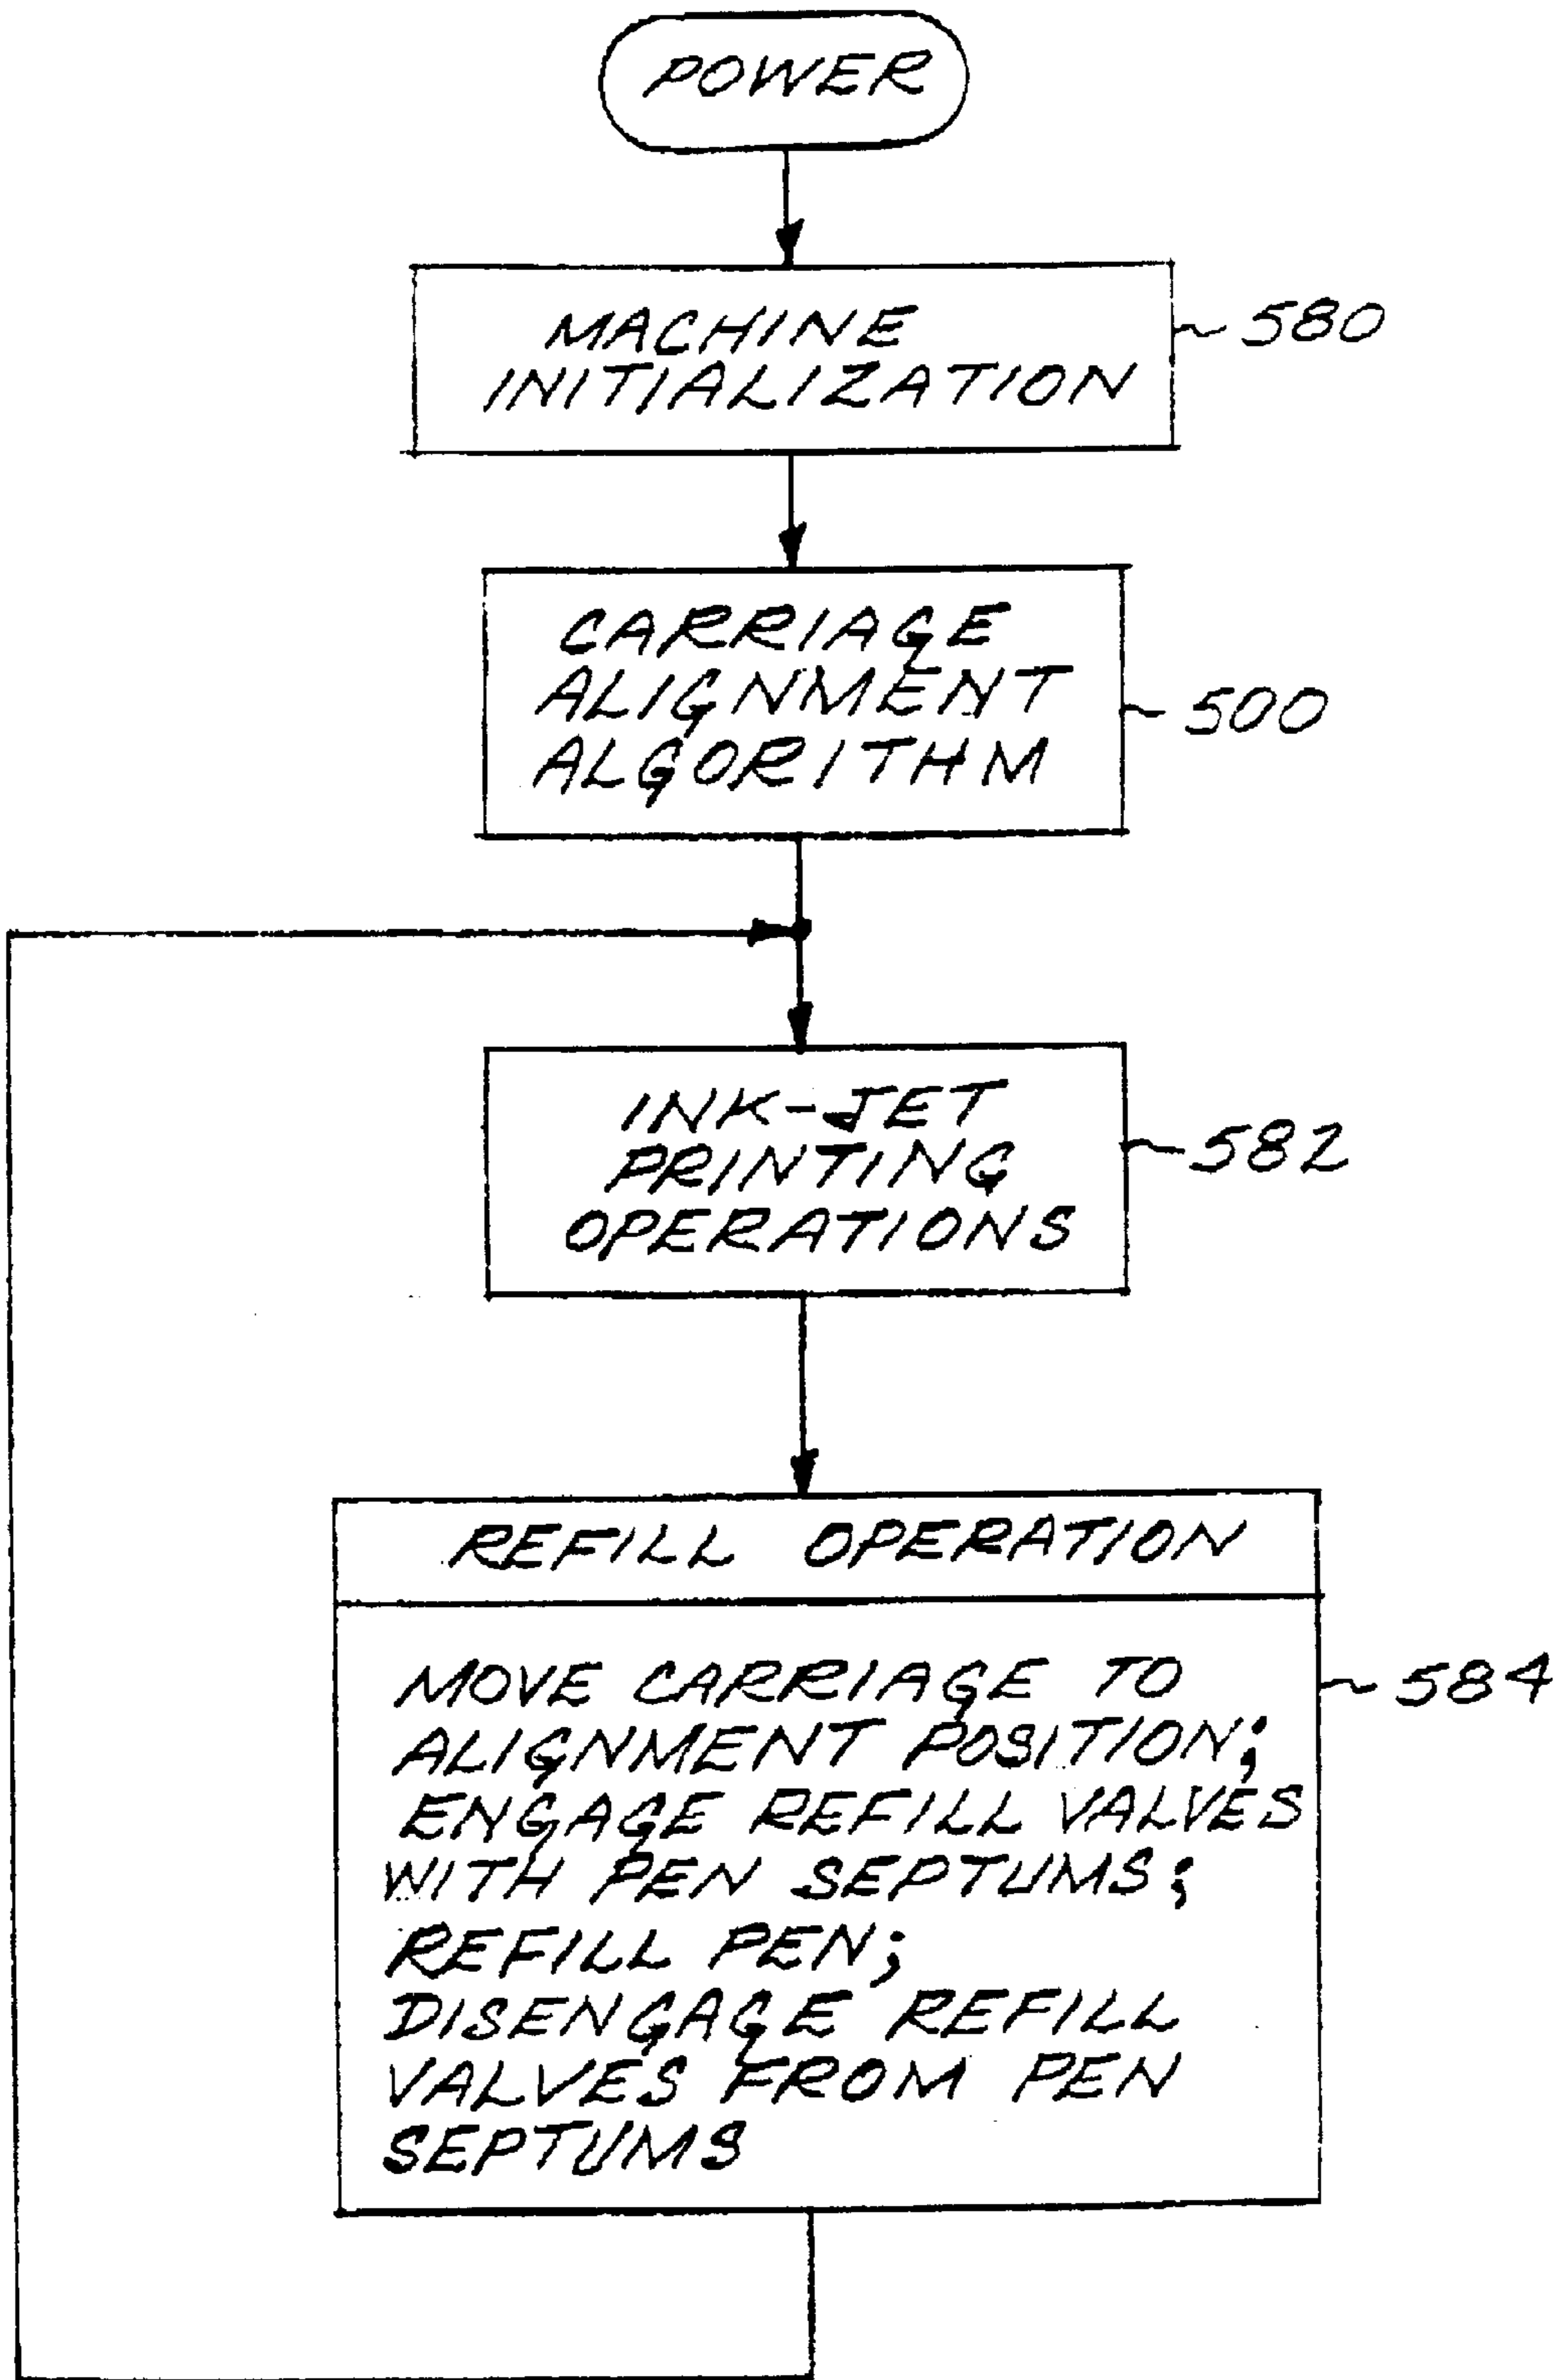 POWER
MACHINE
INITIALIZATION
580
CARRIAGE
ALIGNMENT
ALGORITHM
500
INK-JET
PRINTING
OPERATIONS
582
REFILL OPERATION
MOVE CARRIAGE TO
ALIGNMENT POSITION;
ENGAGE REFILL VALVES
WITH PEN SEPTUMS;
REFILL PEN;
DISENGAGE REFILL
VALVES FROM PEN
SEPTUMS
584